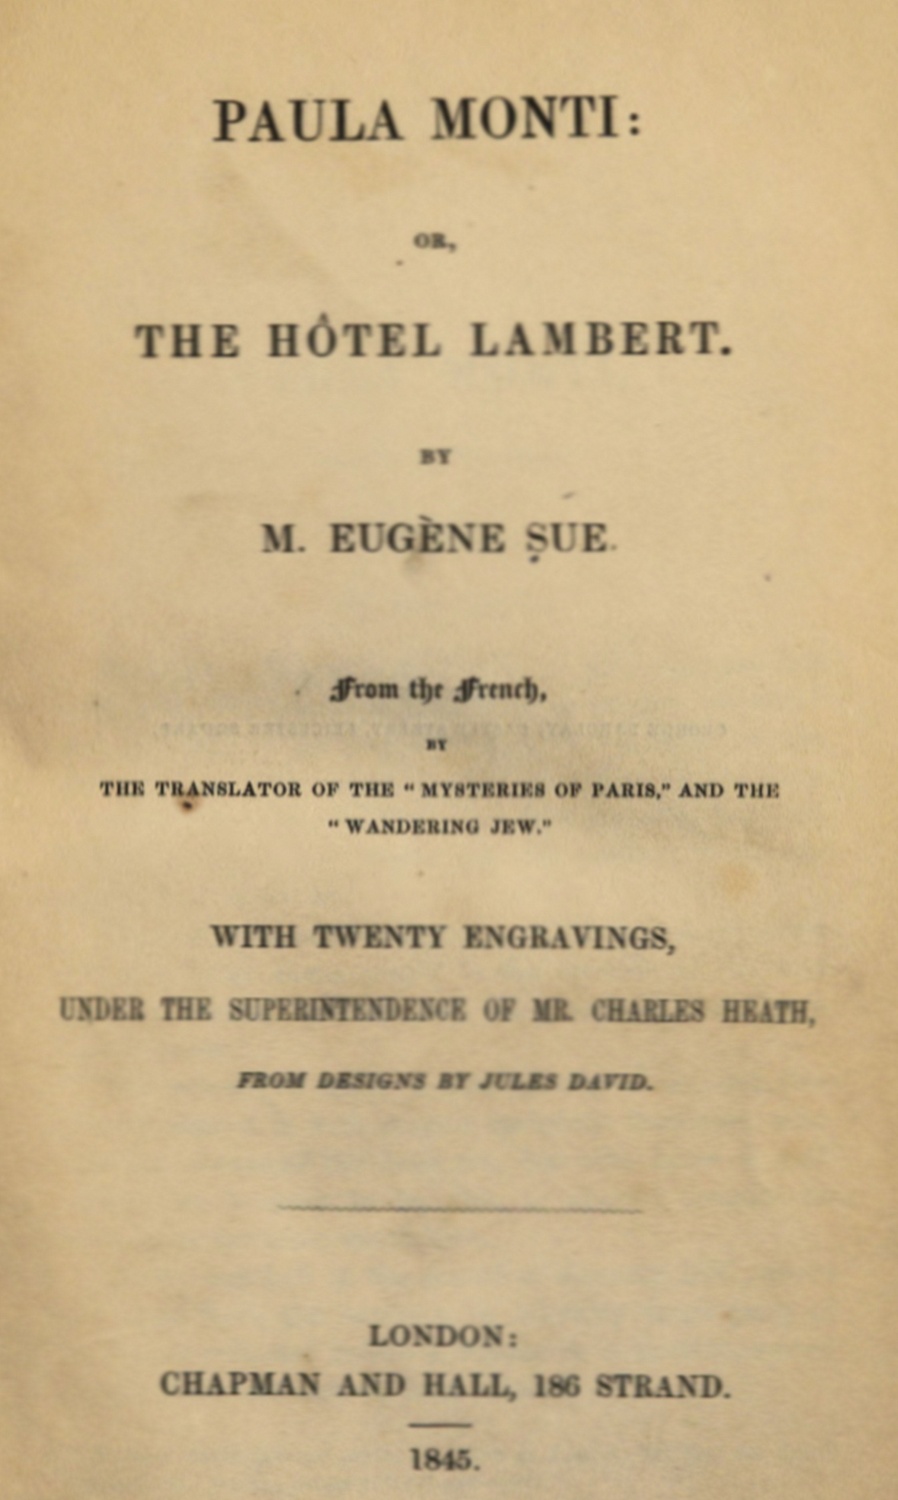 PAULA MONTI:
OR,
THE HÔTEL LAMBERT.
BY
M. EUGÈNE SUE.
From the French,
BY
THE TRANSLATOR OF THE “MYSTERIES OF PARIS,” AND THE
“WANDERING JEW.”
WITH TWENTY ENGRAVINGS,
UNDER THE SUPERINTENDENCE OF MR. CHARLES HEATH,
FROM DESIGNS BY JULES DAVID.
LONDON:
CHAPMAN AND HALL, 186 STRAND.
1845.